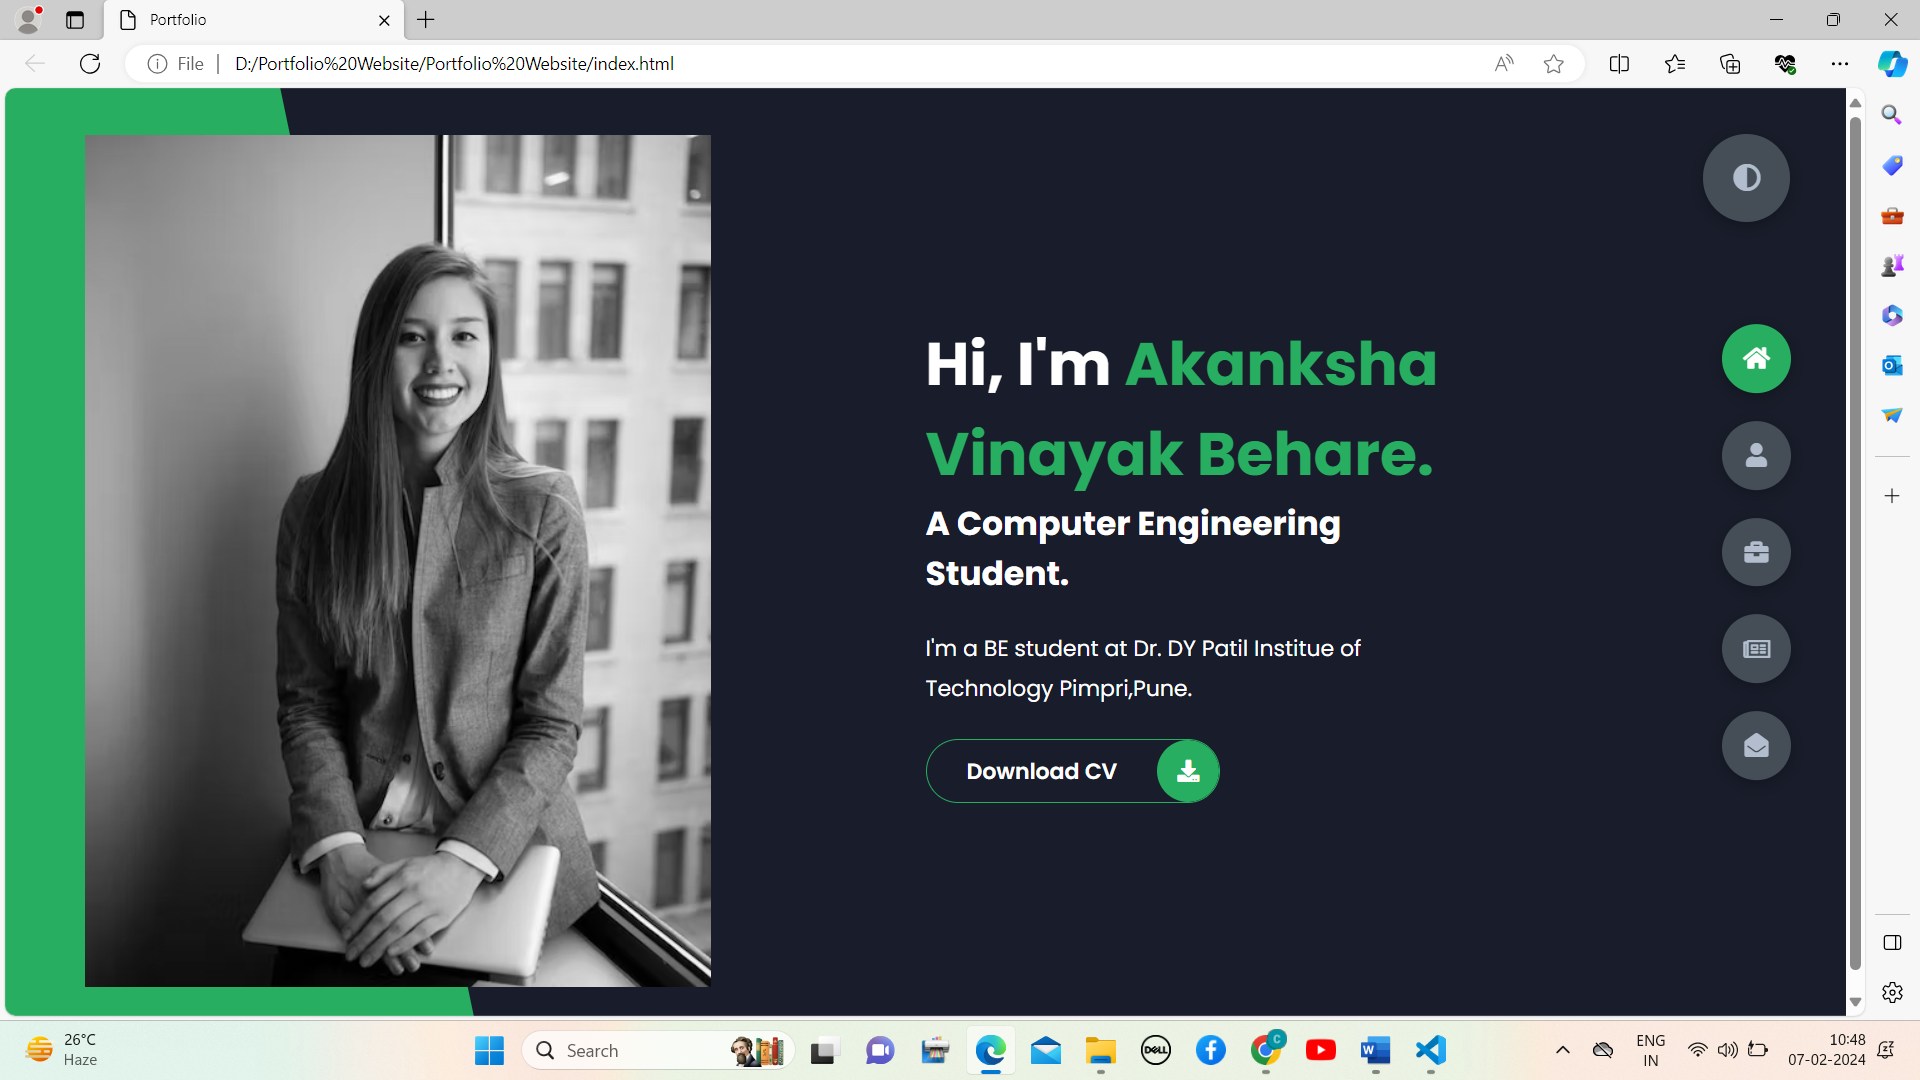 Portfolio
File
D:/Portfolio%20Website/Portfolio%20Website/index.html
Hi, I'm Akanksha
Vinayak Behare.
A Computer Engineering
Student.
I'm a BE student at Dr. DY Patil Institue of
Technology Pimpri,Pune.
Download CV
26°C
Haze
Search
DELL
C
W
ENG
IN
10:48
07-02-2024